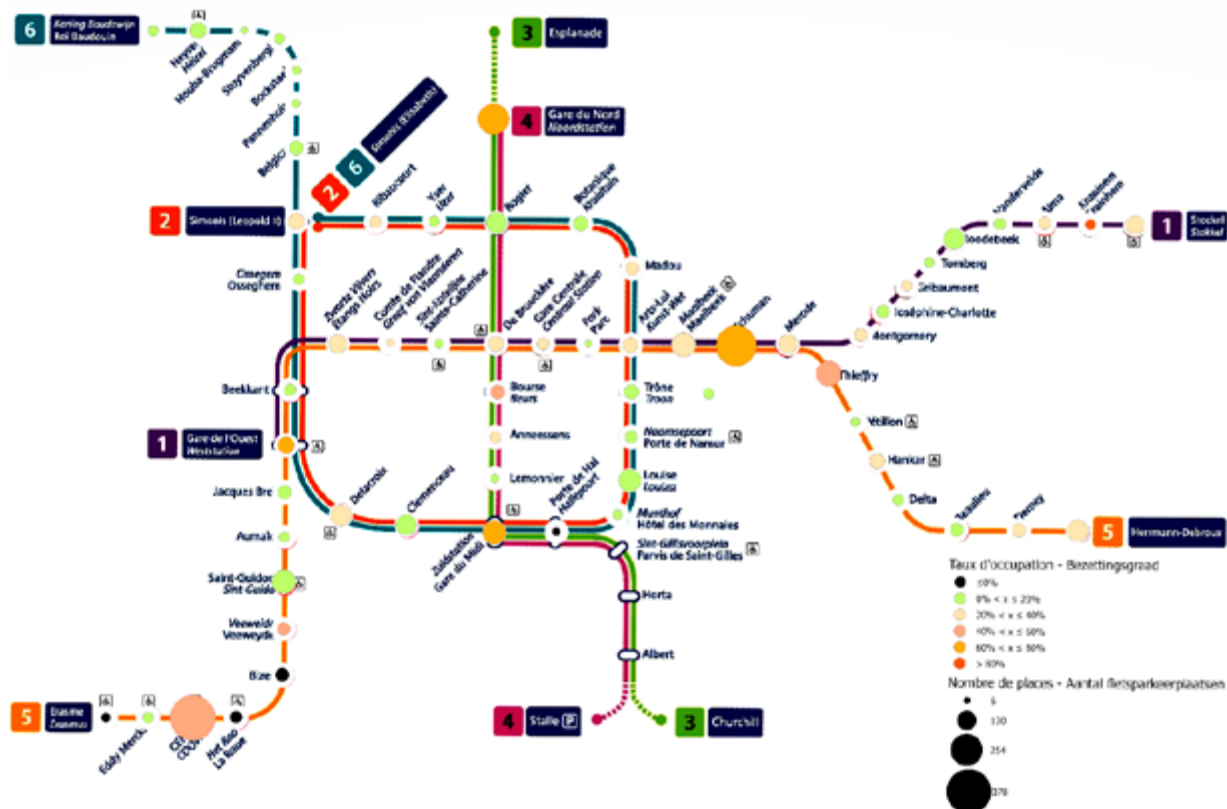 6
Koning Boudewijn
Roi Baudouin
Heysel
Heizel
Houba-Brugmann
Stuyvenbergh
Bockstael
Pannenhuis
Belgica
3
Esplanade
4
Gare du Nord
Noordstation
2
6
Simonis (Elisabeth)
2
Simonis (Leopold II)
Ribaucourt
Yser
IJzer
Rogier
Botanique
Kruidtuin
Madou
Ossegem
Osseghem
Zwarte Vijvers
Etangs Noirs
Comte de Flandre
Graaf van Vlaanderen
Sint-Katelijne
Sainte-Catherine
De Brouckère
Gare Centrale
Centraal Station
Park
Parc
Arts-Loi
Kunst-Wet
Maelbeek
Maalbeek
Schuman
Merode
Montgomery
Joséphine-Charlotte
Gribaumont
Tomberg
Roodebeek
Vandervelde
Alma
Kraainem
Crainhem
1
Stockel
Stokkel
Thieffry
Pétillon
Hankar
Delta
Beaulieu
Demey
5
Herrmann-Debroux
Beekkant
1
Gare de l'Ouest
Weststation
Jacques Bre
Aumale
Saint-Guidon
Sint-Guido
Veeweide
Veeweyde
Bizet
5
Erasme
Erasmus
Eddy Merckx
Het Rad
La Roue
Delacroix
Clemenceau
Zuidstation
Gare du Midi
Porte de Hal
Hallepoort
Bourse
Beurs
Anneessens
Lemonnier
Trône
Troon
Naamsepoort
Porte de Namur
Louise
Louiza
Munthof
Hôtel des Monnaies
Sint-Gillisvoorplein
Parvis de Saint-Gilles
Horta
Albert
4
Stalle P
3
Churchill
Taux d'occupation - Bezettingsgraad
0% < x ≤ 20%
20% < x ≤ 40%
40% < x ≤ 60%
60% < x ≤ 80%
> 80%
Nombre de places - Aantal fietsparkeerplaatsen
6
130
254
378